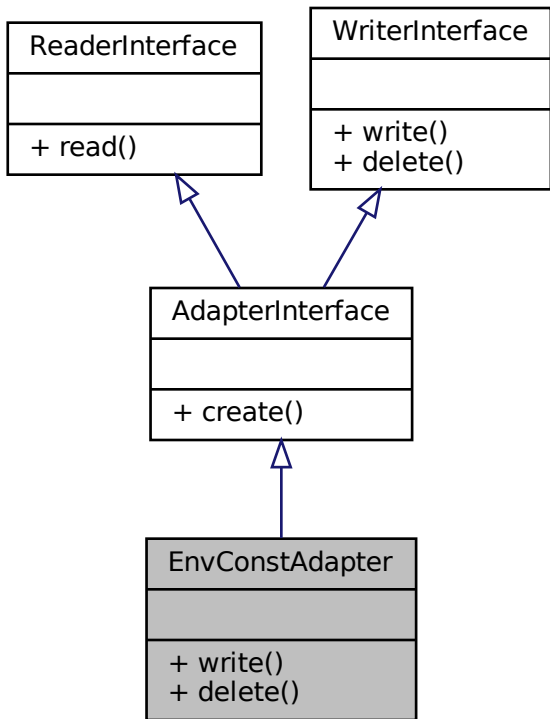 ReaderInterface
+ read()
WriterInterface
+ write()
+ delete()
AdapterInterface
+ create()
EnvConstAdapter
+ write()
+ delete()